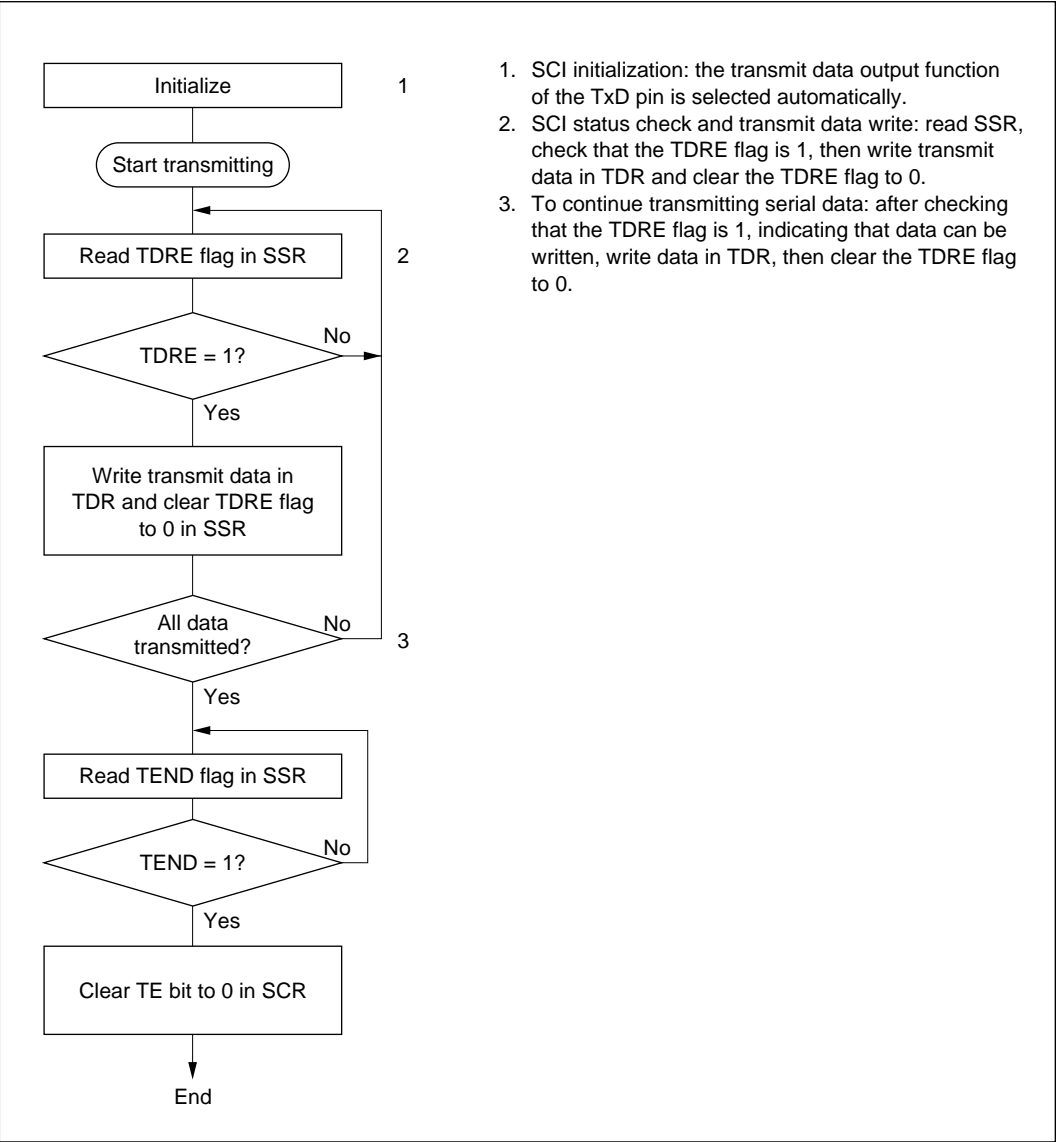 Initialize
1
Start transmitting
Read TDRE flag in SSR
2
TDRE = 1?
No
Yes
Write transmit data in
TDR and clear TDRE flag
to 0 in SSR
All data
transmitted?
No
3
Yes
Read TEND flag in SSR
TEND = 1?
No
Yes
Clear TE bit to 0 in SCR
End
1. SCI initialization: the transmit data output function
of the TxD pin is selected automatically.
2. SCI status check and transmit data write: read SSR,
check that the TDRE flag is 1, then write transmit
data in TDR and clear the TDRE flag to 0.
3. To continue transmitting serial data: after checking
that the TDRE flag is 1, indicating that data can be
written, write data in TDR, then clear the TDRE flag
to 0.